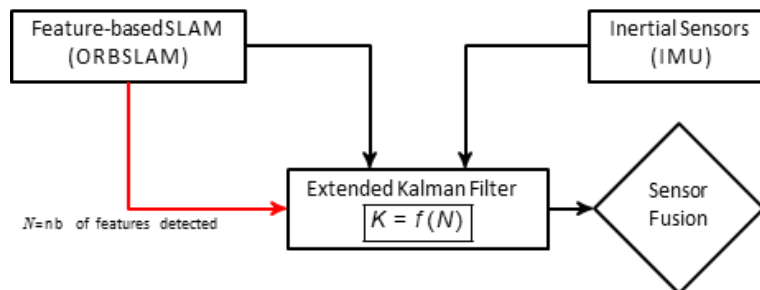 Feature-based SLAM
(ORBSLAM)
Inertial Sensors
(IMU)
Extended Kalman Filter
K = f(N)
Sensor
Fusion
N=nb of features detected